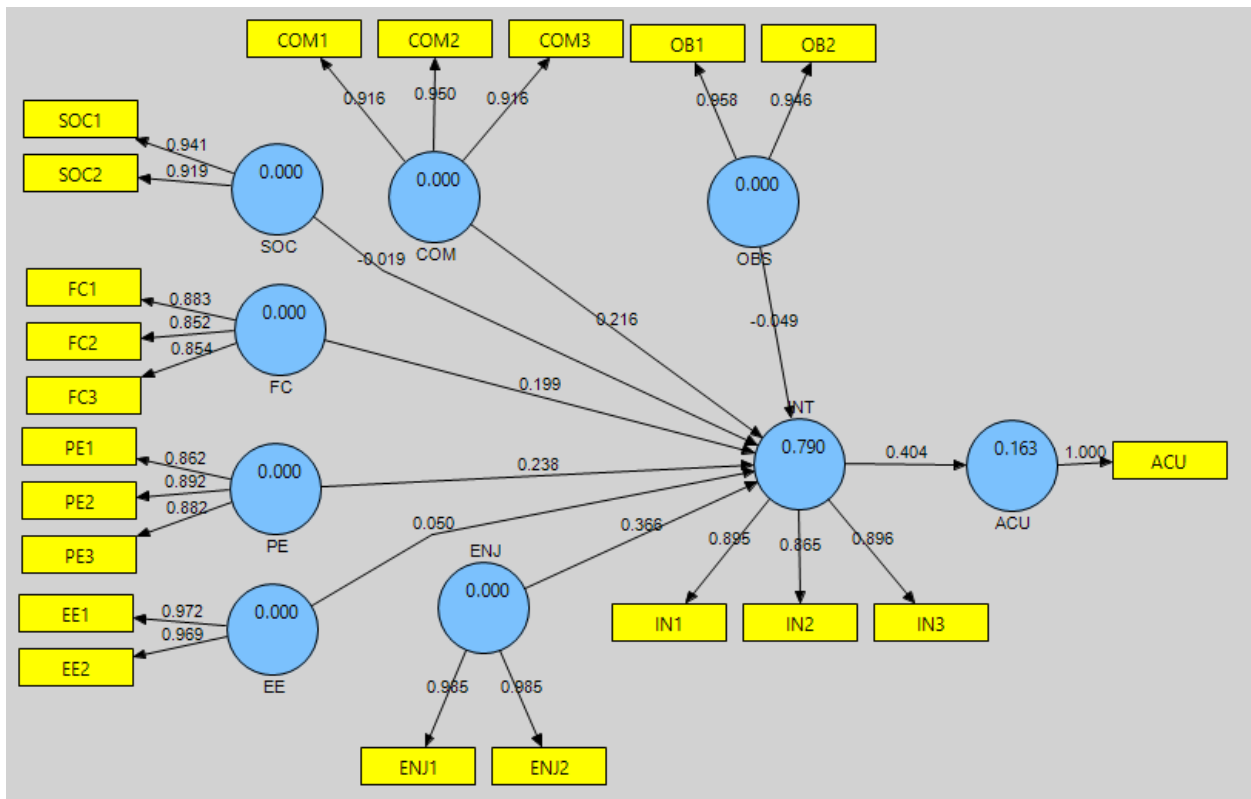 COM1 COM2 COM3 OB1 OB2
0.916 0.950 0.916 0.958 0.946
SOC1
SOC2
0.941
0.919
0.000
SOC
0.000
COM
0.000
OBS
-0.019
0.216
-0.049
FC1
FC2
FC3
0.883
0.852
0.854
0.000
FC
0.199
PE1
PE2
PE3
0.862
0.892
0.882
0.000
PE
0.238
INT
0.790
0.404
0.163
ACU
1.000
ACU
EE1
EE2
0.972
0.969
0.000
EE
0.050
ENJ
0.000
0.366
0.985 0.985
ENJ1 ENJ2
0.895 0.865 0.896
IN1 IN2 IN3